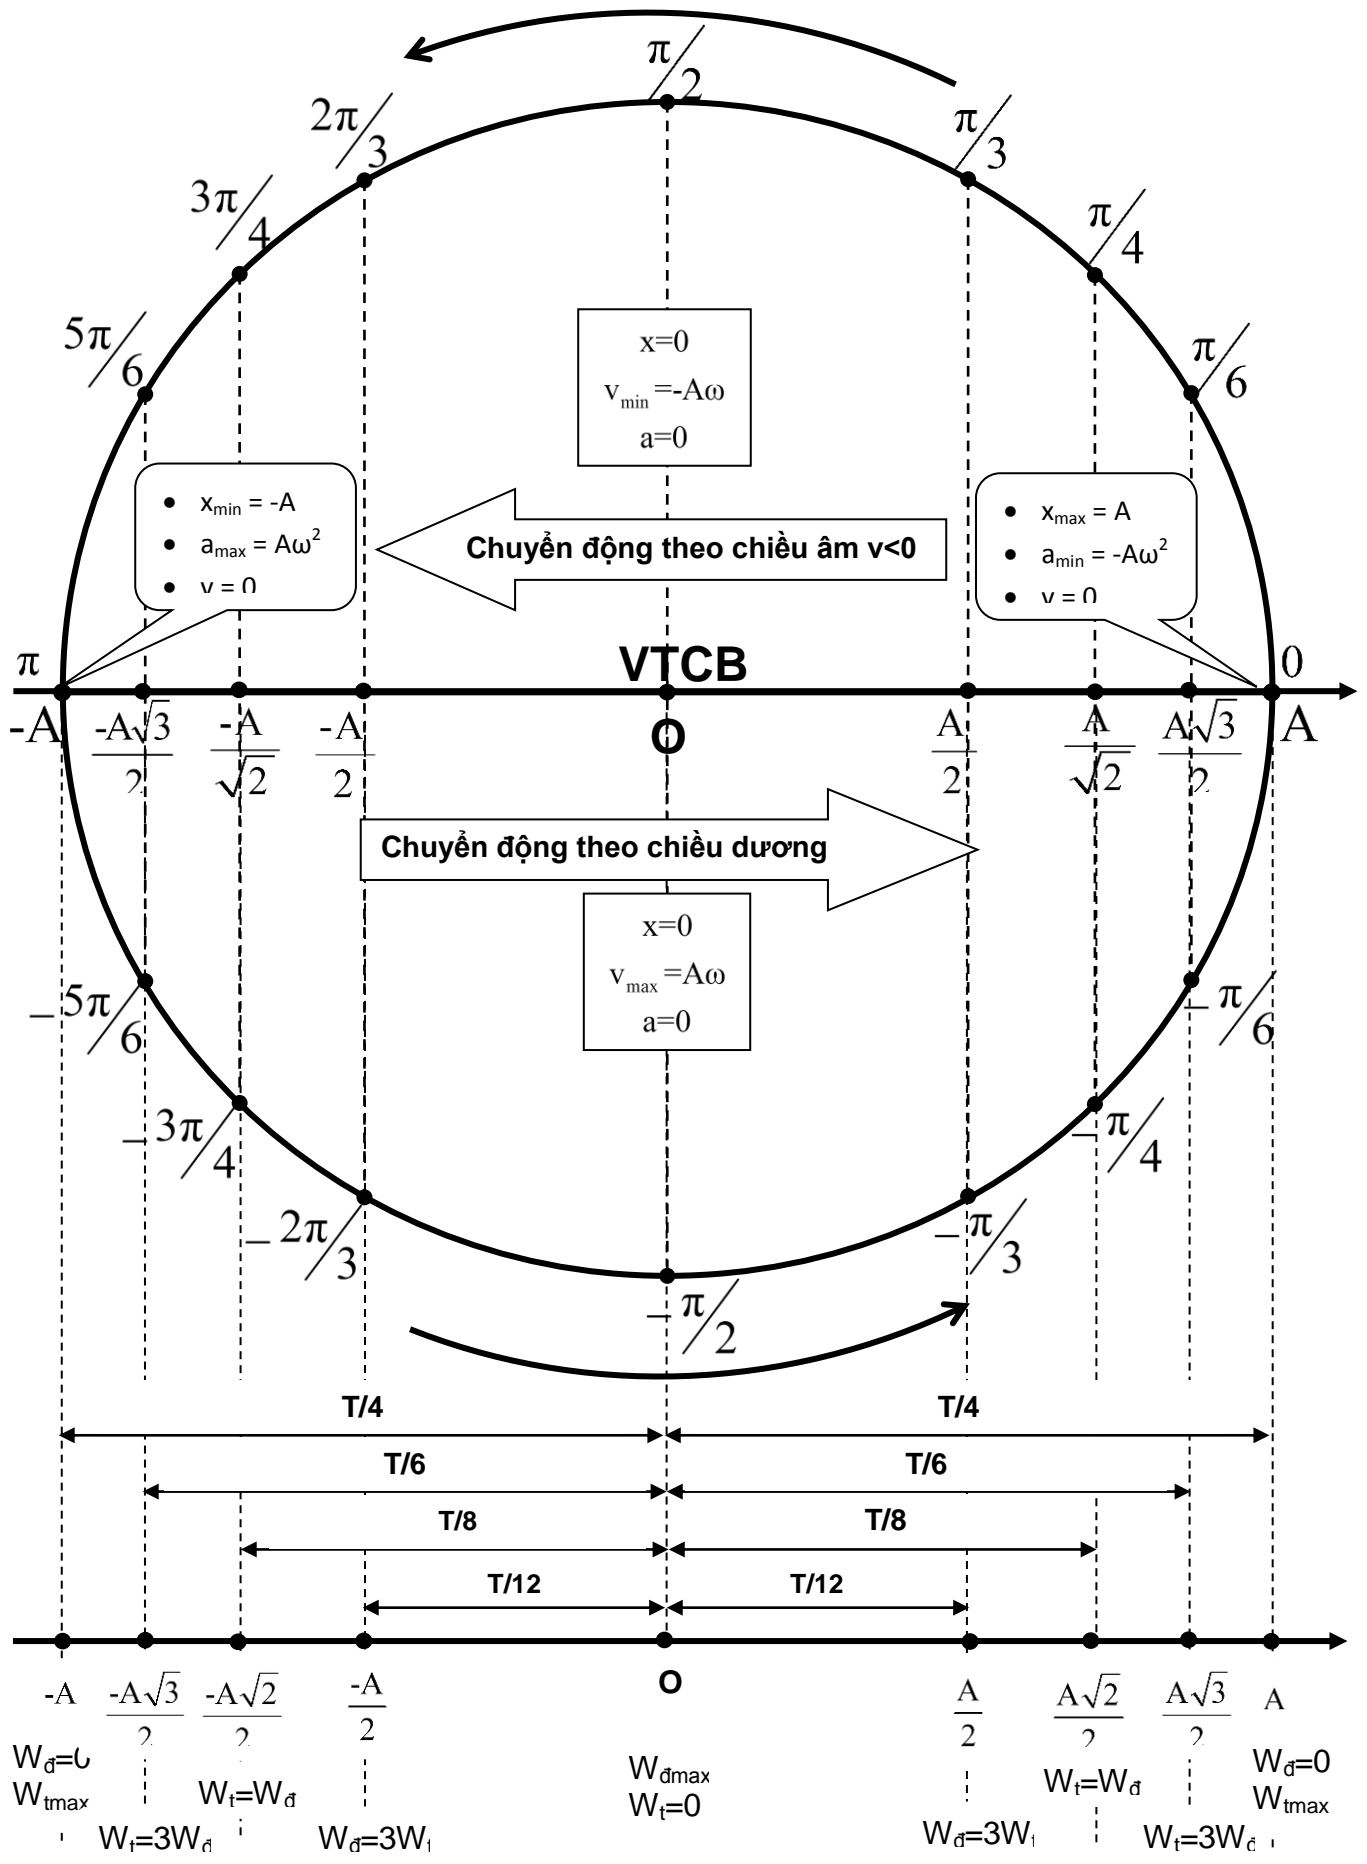 π/2
2π/3
π/3
3π/4
π/4
5π/6
π/6
x=0
v_min=-Aω
a=0
• x_min = -A
• a_max = Aω²
• v = 0
• x_max = A
• a_min = -Aω²
• v = 0
Chuyển động theo chiều âm v<0
π
VTCB
0
-A
-A√3/2
-A/√2
-A/2
O
A/2
A/√2
A√3/2
A
Chuyển động theo chiều dương
x=0
v_max=Aω
a=0
-5π/6
-π/6
-3π/4
-π/4
-2π/3
-π/3
-π/2
T/4
T/4
T/6
T/6
T/8
T/8
T/12
T/12
-A
-A√3/2
-A√2/2
-A/2
O
A/2
A√2/2
A√3/2
A
W_đ=0
W_tmax
W_t=W_đ
W_đmax
W_t=0
W_t=W_đ
W_đ=0
W_tmax
W_t=3W_đ
W_đ=3W_t
W_đ=3W_t
W_t=3W_đ